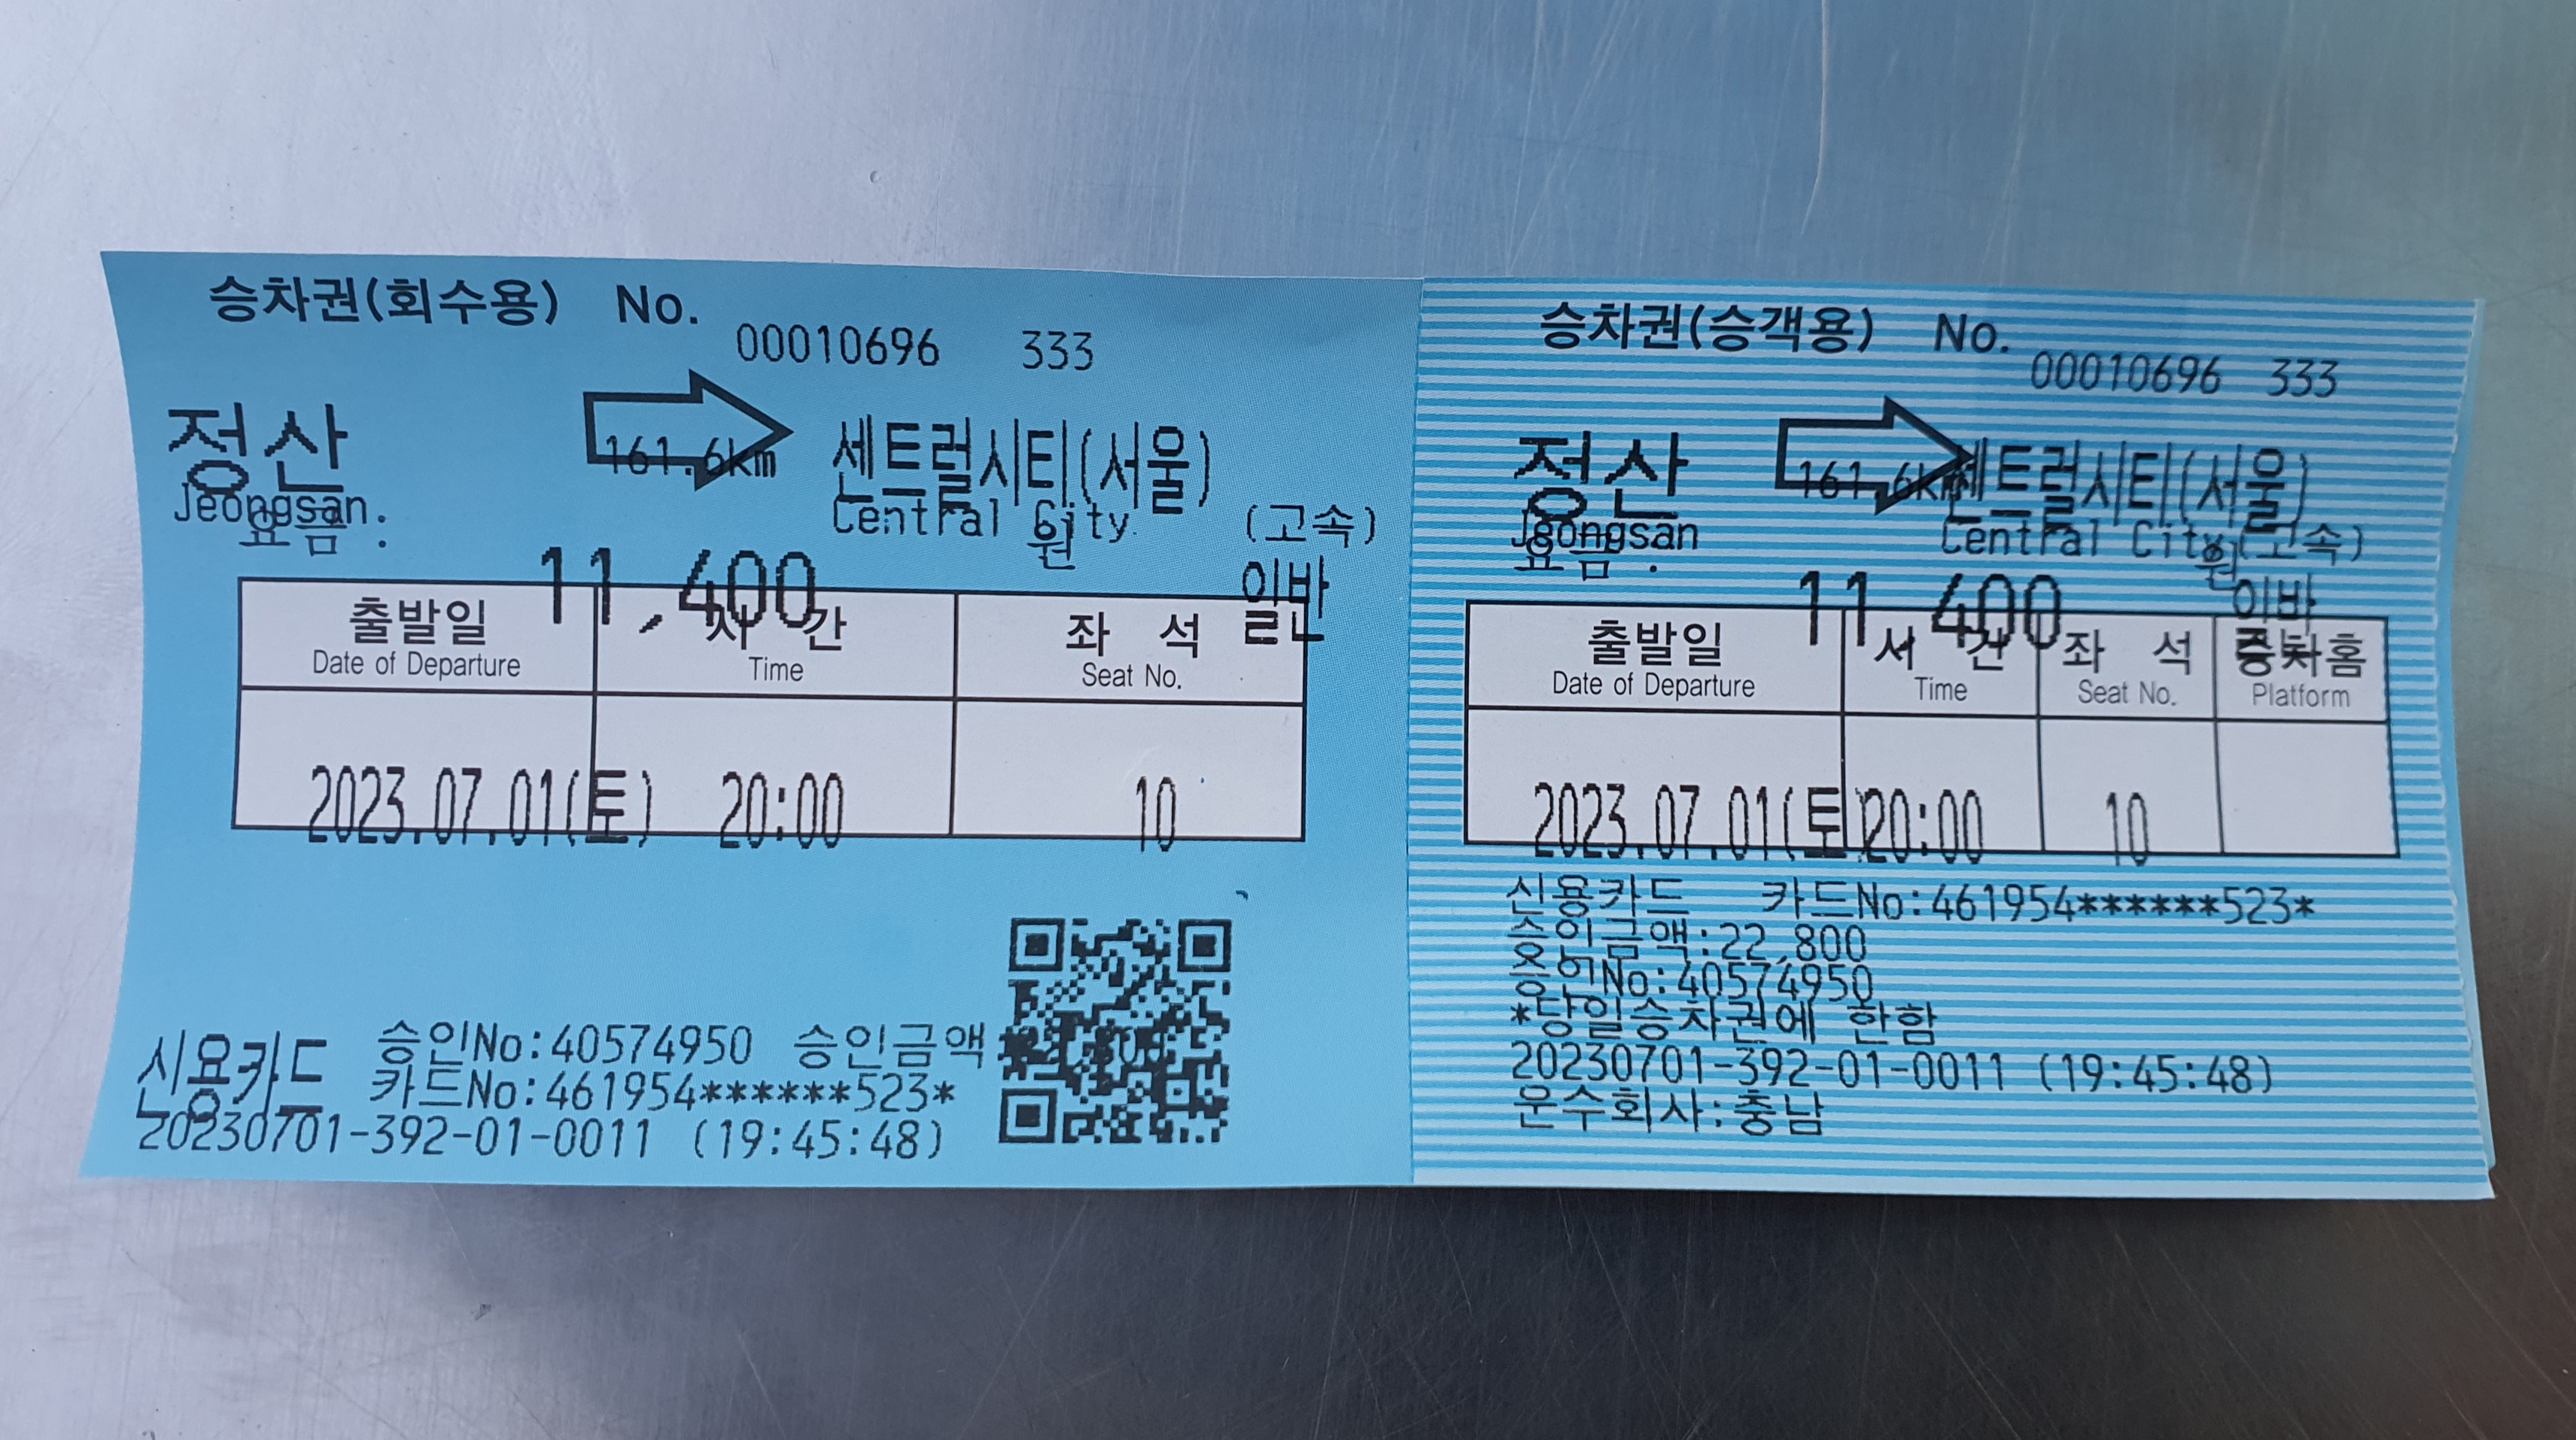 승차권(회수용) No.
00010696 333
정산
161.6km
센트럴시티(서울)
Jeongsan
Central City
(고속)
요금 :
11,400
원
일반
출발일 시 간 좌 석
Date of Departure Time Seat No.
2023.07.01(토) 20:00 10
신용카드
승인No:40574950 승인금액
카드No:461954******523*
20230701-392-01-0011 (19:45:48)
승차권(승객용) No.
00010696 333
정산
161.6km
센트럴시티(서울)
Jeongsan
Central City(고속)
요금 :
11,400
원
일반
출발일 시 간 좌 석 승차홈
Date of Departure Time Seat No. Platform
2023.07.01(토) 20:00 10
신용카드 카드No:461954******523*
승인금액:22,800
승인No:40574950
*당일승차권에 한함
20230701-392-01-0011 (19:45:48)
운수회사:충남